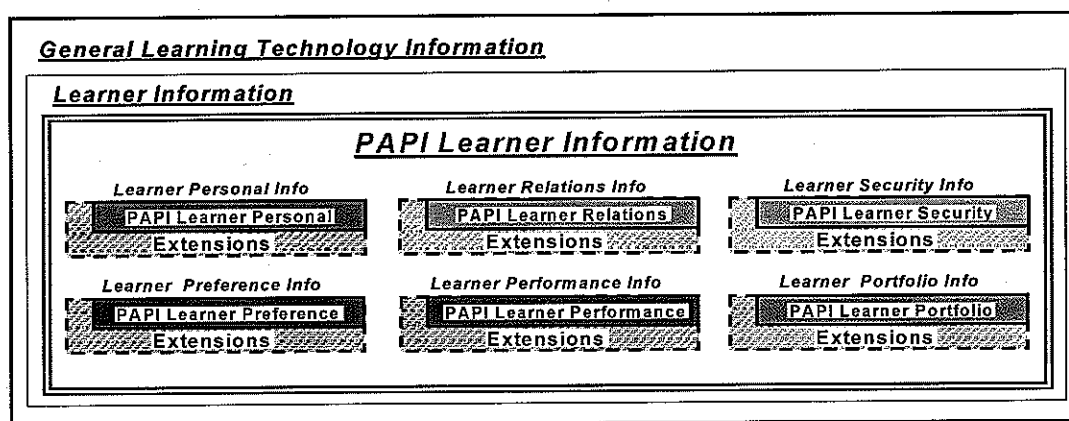 General Learning Technology Information
Learner Information
PAPI Learner Information
Learner Personal Info
PAPI Learner Personal
Extensions
Learner Relations Info
PAPI Learner Relations
Extensions
Learner Security Info
PAPI Learner Security
Extensions
Learner Preference Info
PAPI Learner Preference
Extensions
Learner Performance Info
PAPI Learner Performance
Extensions
Learner Portfolio Info
PAPI Learner Portfolio
Extensions